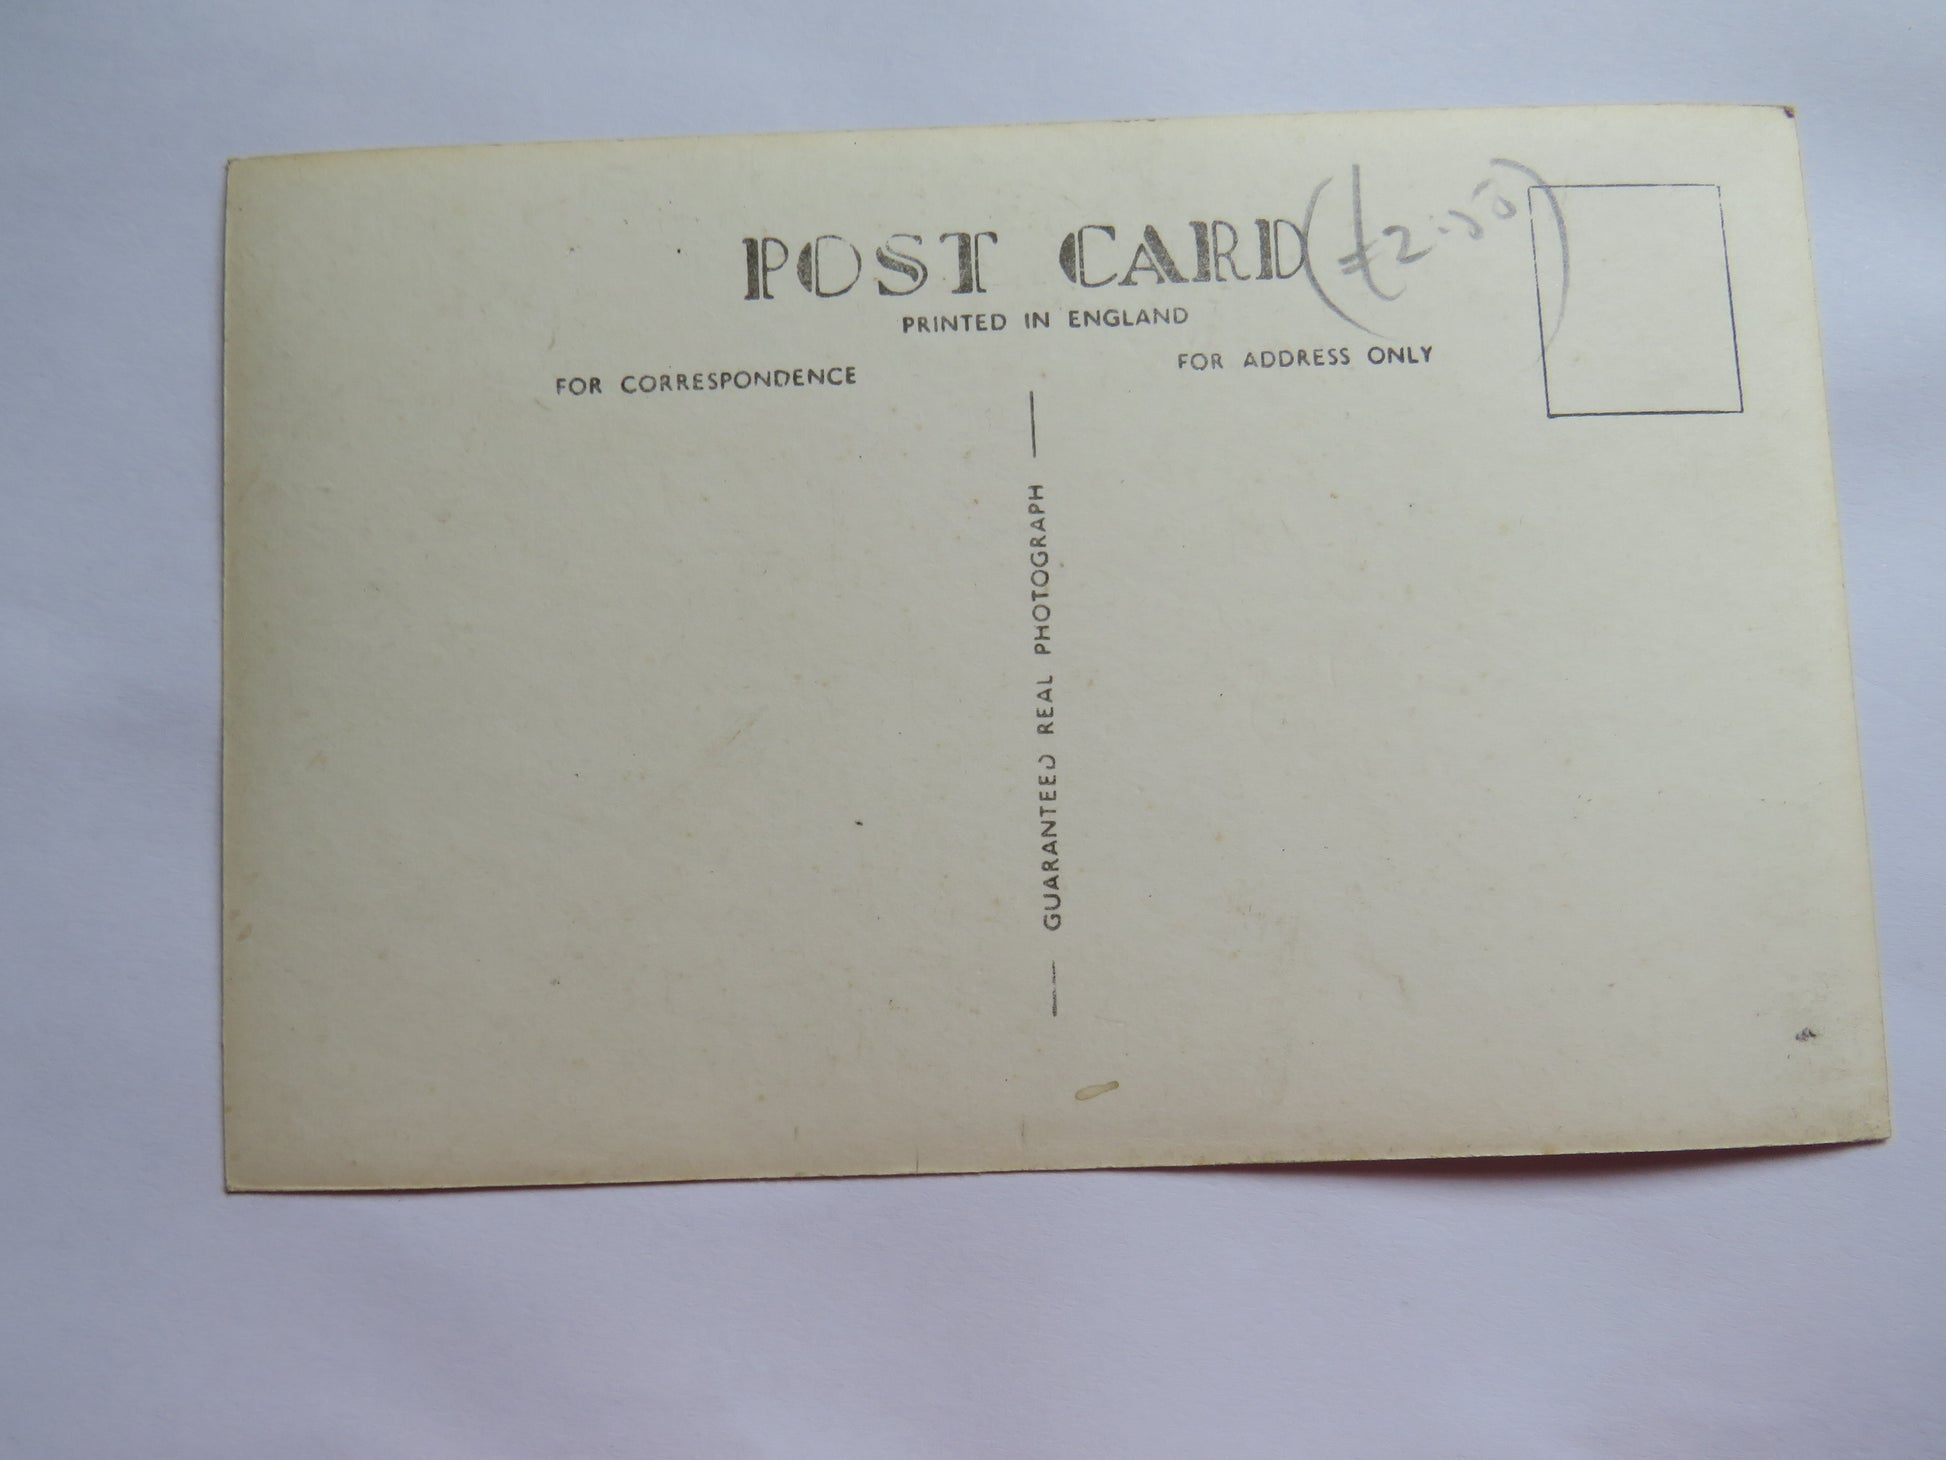 POST CARD
(£2.50)
PRINTED IN ENGLAND
FOR CORRESPONDENCE
FOR ADDRESS ONLY
GUARANTEED REAL PHOTOGRAPH